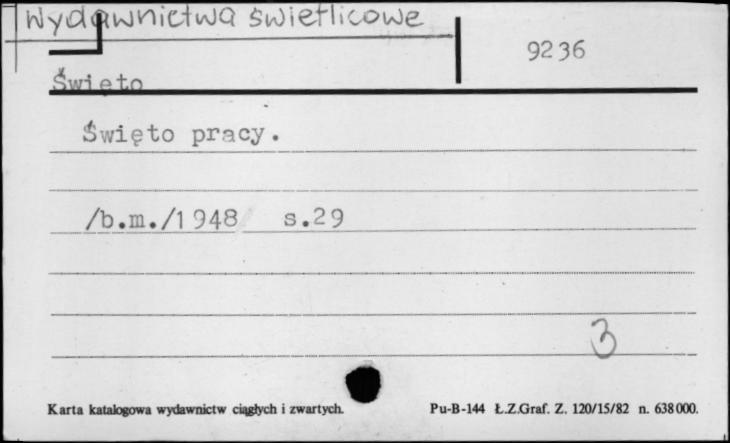 Wydawnictwa świetlicowe
9236
Święto
Święto pracy.
/b.m./1948 s.29
3
Karta katalogowa wydawnictw ciągłych i zwartych.
Pu-B-144 Ł.Z.Graf. Z. 120/15/82 n. 638000.